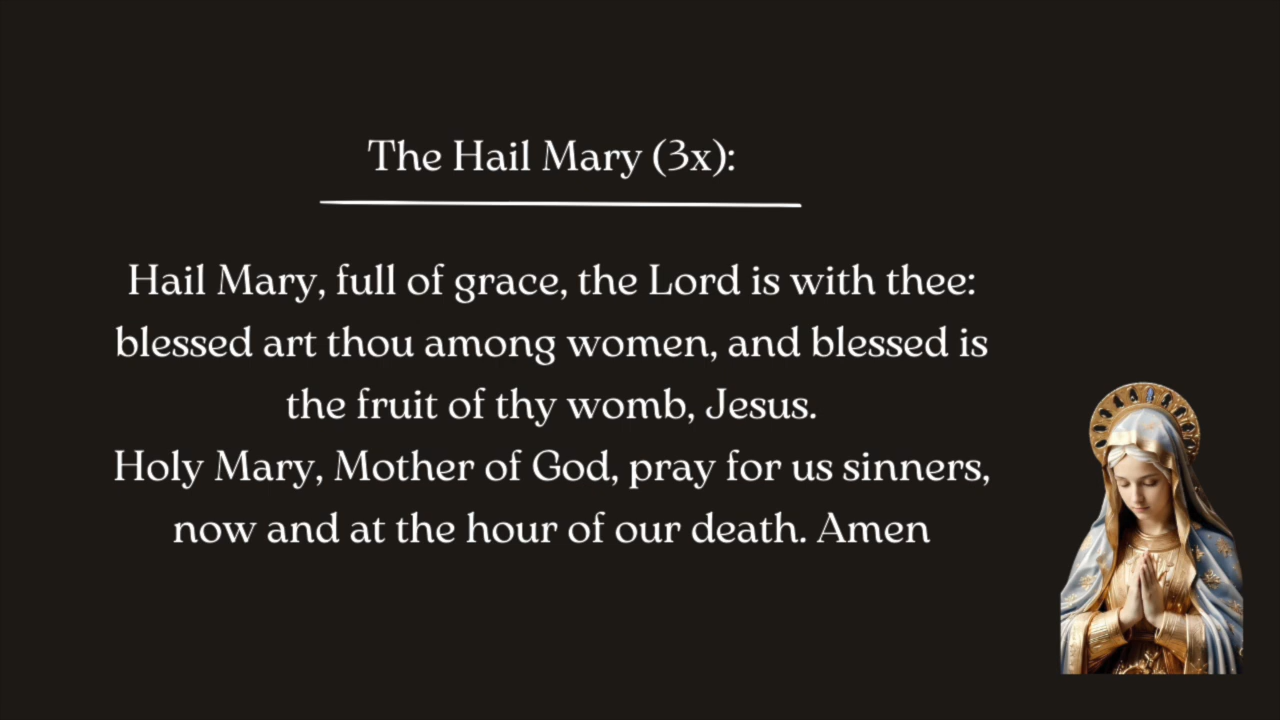 The Hail Mary (3x):
Hail Mary, full of grace, the Lord is with thee:
blessed art thou among women, and blessed is
the fruit of thy womb, Jesus.
Holy Mary, Mother of God, pray for us sinners,
now and at the hour of our death. Amen